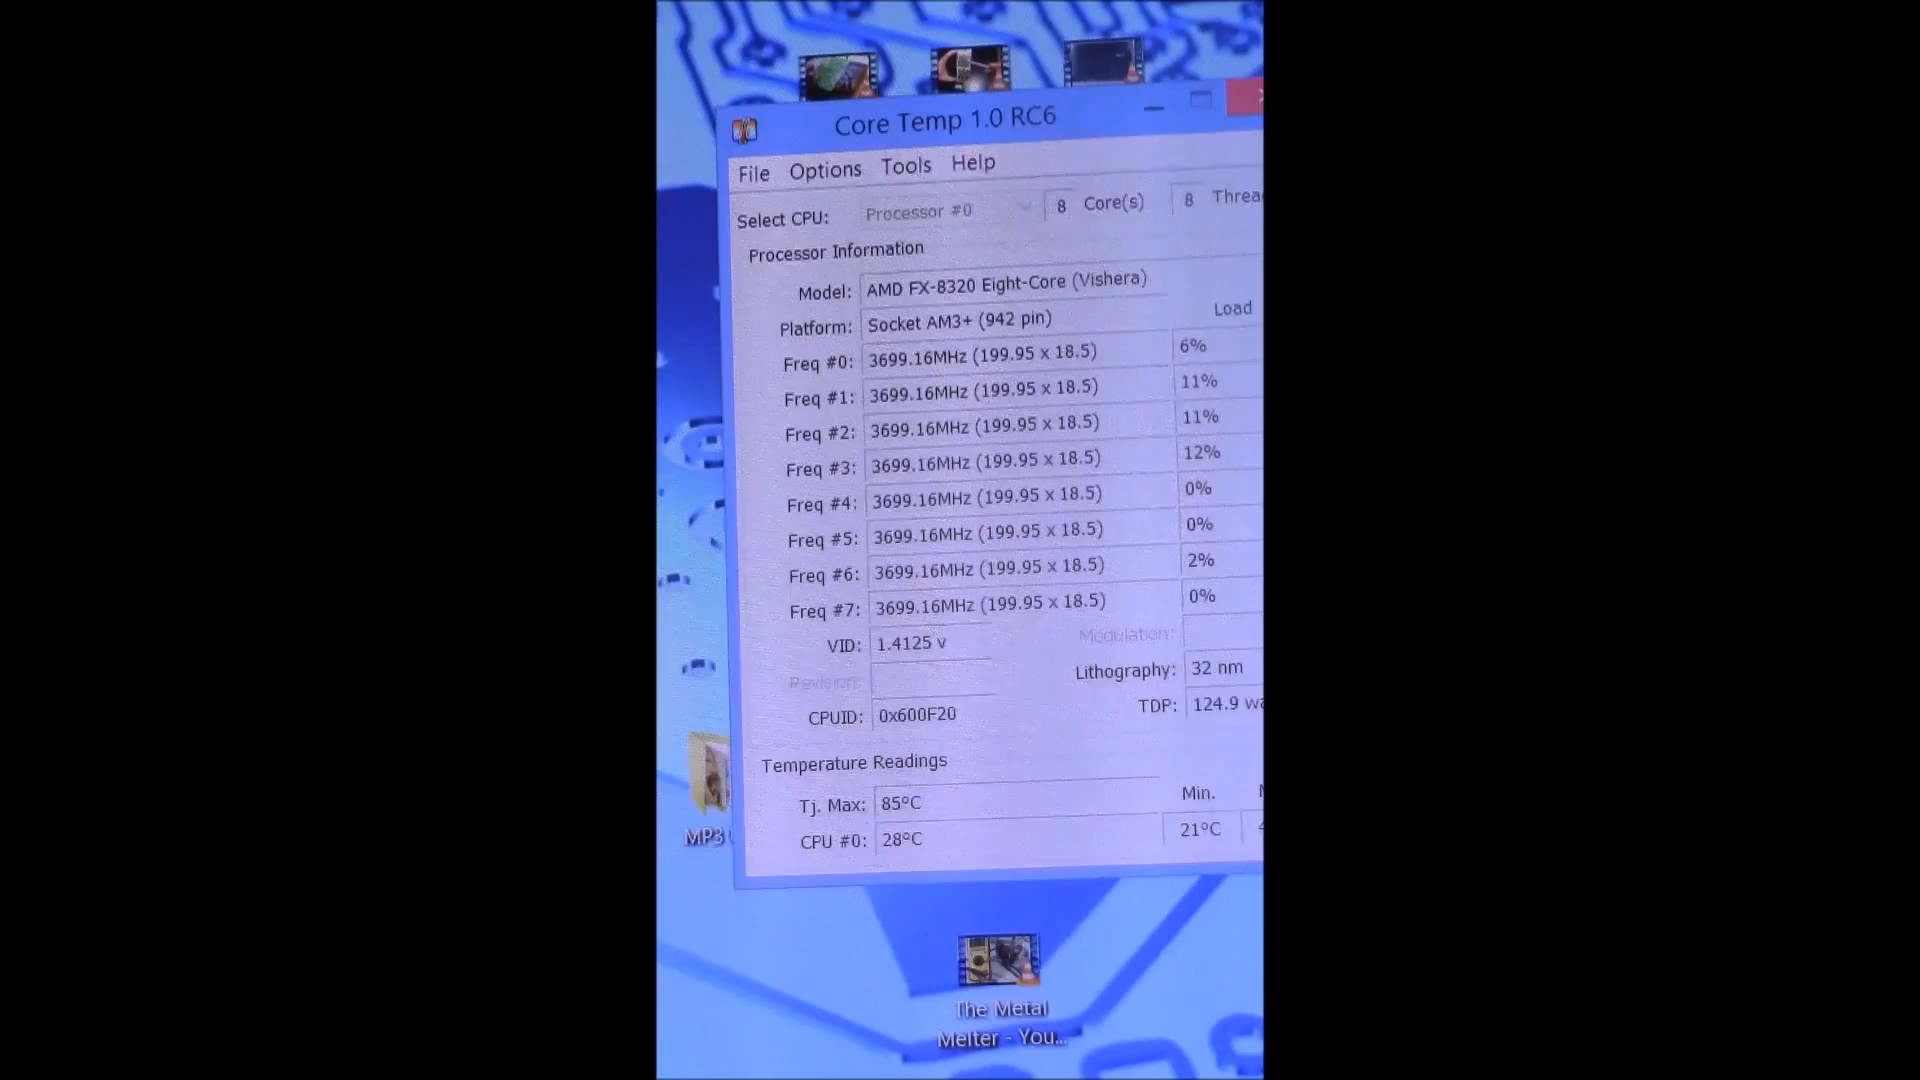 Core Temp 1.0 RC6
File Options Tools Help
Select CPU: Processor #0 8 Core(s) 8
Processor Information
Model: AMD FX-8320 Eight-Core (Vishera)
Platform: Socket AM3+ (942 pin) Load
Freq #0: 3699.16MHz (199.95 x 18.5) 6%
Freq #1: 3699.16MHz (199.95 x 18.5) 11%
Freq #2: 3699.16MHz (199.95 x 18.5) 11%
Freq #3: 3699.16MHz (199.95 x 18.5) 12%
Freq #4: 3699.16MHz (199.95 x 18.5) 0%
Freq #5: 3699.16MHz (199.95 x 18.5) 0%
Freq #6: 3699.16MHz (199.95 x 18.5) 2%
Freq #7: 3699.16MHz (199.95 x 18.5) 0%
VID: 1.4125 v Modulation:
Revision: Lithography: 32 nm
CPUID: 0x600F20 TDP: 124.9
Temperature Readings
Tj. Max: 85°C Min.
CPU #0: 28°C 21°C
MP3
The Metal
Melter - You...